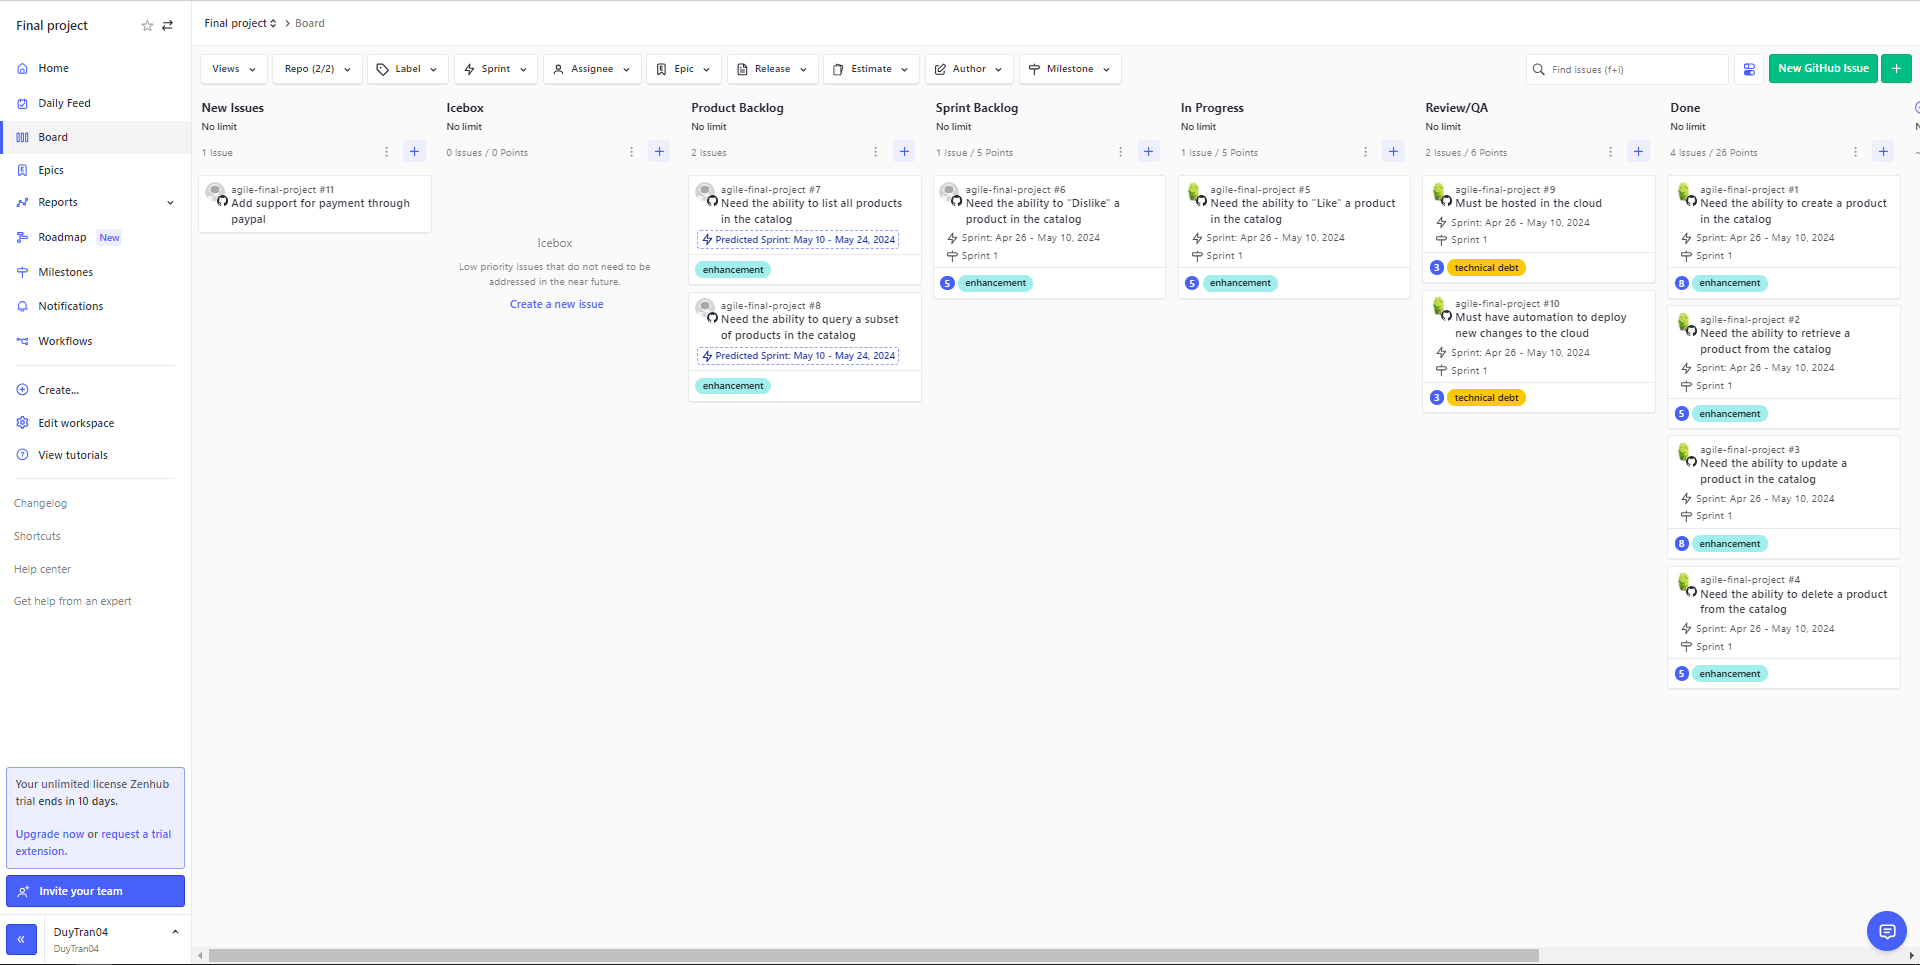 Final project
Home
Daily Feed
Board
Epics
Reports
Roadmap New
Milestones
Notifications
Workflows
Create...
Edit workspace
View tutorials
Changelog
Shortcuts
Help center
Get help from an expert
Your unlimited license Zenhub
trial ends in 10 days.
Upgrade now or request a trial
extension.
Invite your team
DuyTran04
DuyTran04
Final project > Board
Views
Repo (2/2)
Label
Sprint
Assignee
Epic
Release
Estimate
Author
Milestone
Find issues (f+i)
New GitHub Issue
New Issues
No limit
1 Issue
agile-final-project #11
Add support for payment through
paypal
Icebox
No limit
0 Issues / 0 Points
Icebox
Low priority Issues that do not need to be
addressed in the near future.
Create a new issue
Product Backlog
No limit
2 Issues
agile-final-project #7
Need the ability to list all products
in the catalog
Predicted Sprint: May 10 - May 24, 2024
enhancement
agile-final-project #8
Need the ability to query a subset
of products in the catalog
Predicted Sprint: May 10 - May 24, 2024
enhancement
Sprint Backlog
No limit
1 Issue / 5 Points
agile-final-project #6
Need the ability to "Dislike" a
product in the catalog
Sprint: Apr 26 - May 10, 2024
Sprint 1
5 enhancement
In Progress
No limit
1 Issue / 5 Points
agile-final-project #5
Need the ability to "Like" a product
in the catalog
Sprint: Apr 26 - May 10, 2024
Sprint 1
5 enhancement
Review/QA
No limit
2 Issues / 6 Points
agile-final-project #9
Must be hosted in the cloud
Sprint: Apr 26 - May 10, 2024
Sprint 1
3 technical debt
agile-final-project #10
Must have automation to deploy
new changes to the cloud
Sprint: Apr 26 - May 10, 2024
Sprint 1
3 technical debt
Done
No limit
4 Issues / 26 Points
agile-final-project #1
Need the ability to create a product
in the catalog
Sprint: Apr 26 - May 10, 2024
Sprint 1
8 enhancement
agile-final-project #2
Need the ability to retrieve a
product from the catalog
Sprint: Apr 26 - May 10, 2024
Sprint 1
5 enhancement
agile-final-project #3
Need the ability to update a
product in the catalog
Sprint: Apr 26 - May 10, 2024
Sprint 1
8 enhancement
agile-final-project #4
Need the ability to delete a product
from the catalog
Sprint: Apr 26 - May 10, 2024
Sprint 1
5 enhancement